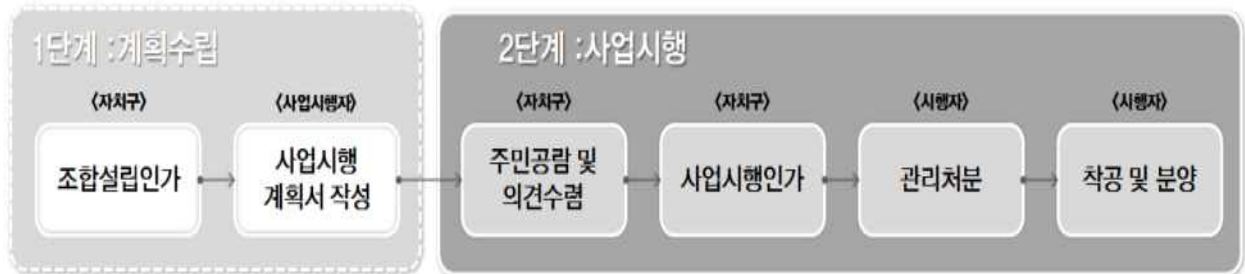 1단계 :계획수립
2단계 :사업시행
〈자치구〉
〈사업시행자〉
〈자치구〉
〈자치구〉
〈시행자〉
〈시행자〉
조합설립인가
사업시행
계획서 작성
주민공람 및
의견수렴
사업시행인가
관리처분
착공 및 분양